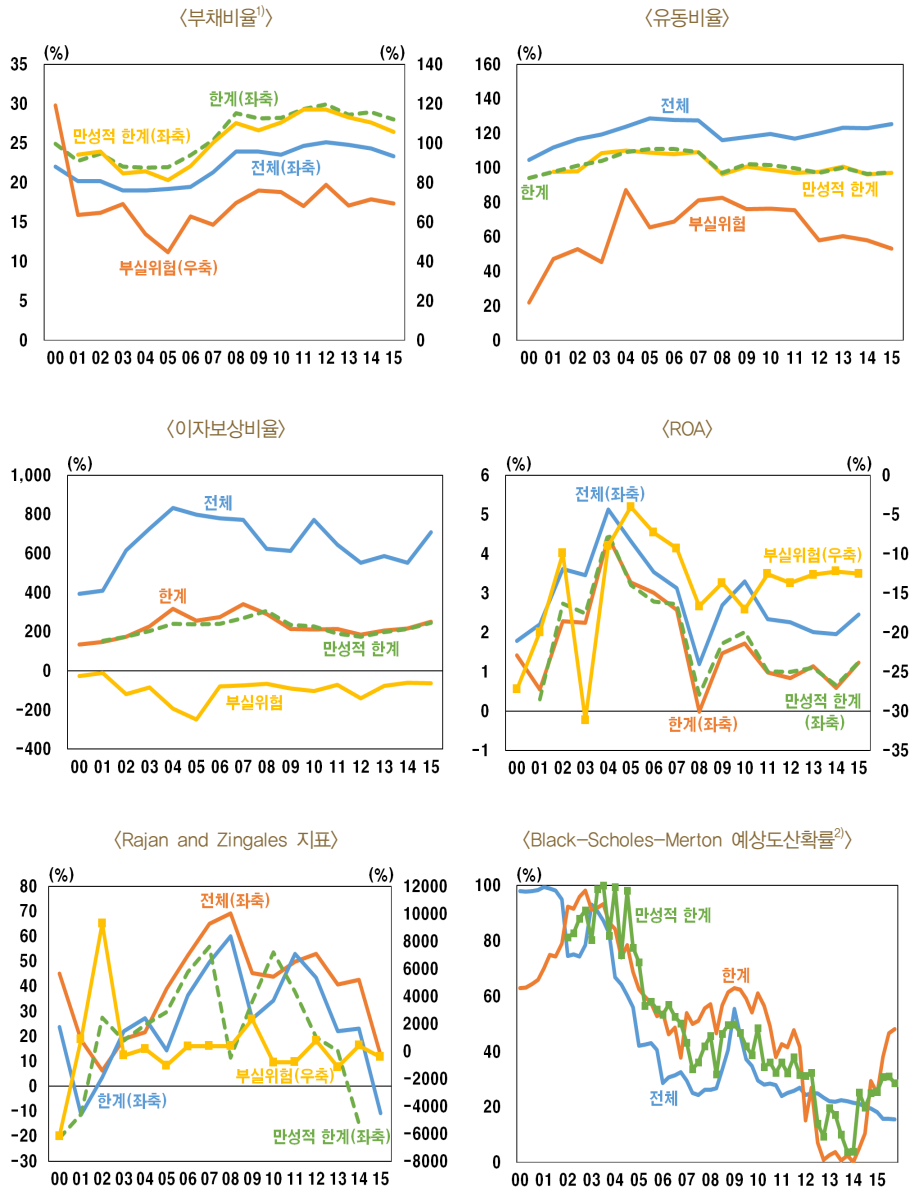 〈부채비율1)〉
(%)
(%)
35
30
25
20
15
10
5
0
140
120
100
80
60
40
20
0
한계(좌축)
만성적 한계(좌축)
전체(좌축)
부실위험(우축)
00 01 02 03 04 05 06 07 08 09 10 11 12 13 14 15
〈유동비율〉
(%)
160
140
120
100
80
60
40
20
0
전체
한계
만성적 한계
부실위험
00 01 02 03 04 05 06 07 08 09 10 11 12 13 14 15
〈이자보상비율〉
(%)
1,000
800
600
400
200
0
-200
-400
전체
한계
만성적 한계
부실위험
00 01 02 03 04 05 06 07 08 09 10 11 12 13 14 15
〈ROA〉
(%)
(%)
6
5
4
3
2
1
0
-1
0
-5
-10
-15
-20
-25
-30
-35
전체(좌축)
부실위험(우축)
한계(좌축)
만성적 한계
(좌축)
00 01 02 03 04 05 06 07 08 09 10 11 12 13 14 15
〈Rajan and Zingales 지표〉
(%)
(%)
80
70
60
50
40
30
20
10
0
-10
-20
-30
12000
10000
8000
6000
4000
2000
0
-2000
-4000
-6000
-8000
전체(좌축)
부실위험(우축)
한계(좌축)
만성적 한계(좌축)
00 01 02 03 04 05 06 07 08 09 10 11 12 13 14 15
〈Black-Scholes-Merton 예상도산확률2)〉
(%)
100
80
60
40
20
0
만성적 한계
한계
전체
00 01 02 03 04 05 06 07 08 09 10 11 12 13 14 15